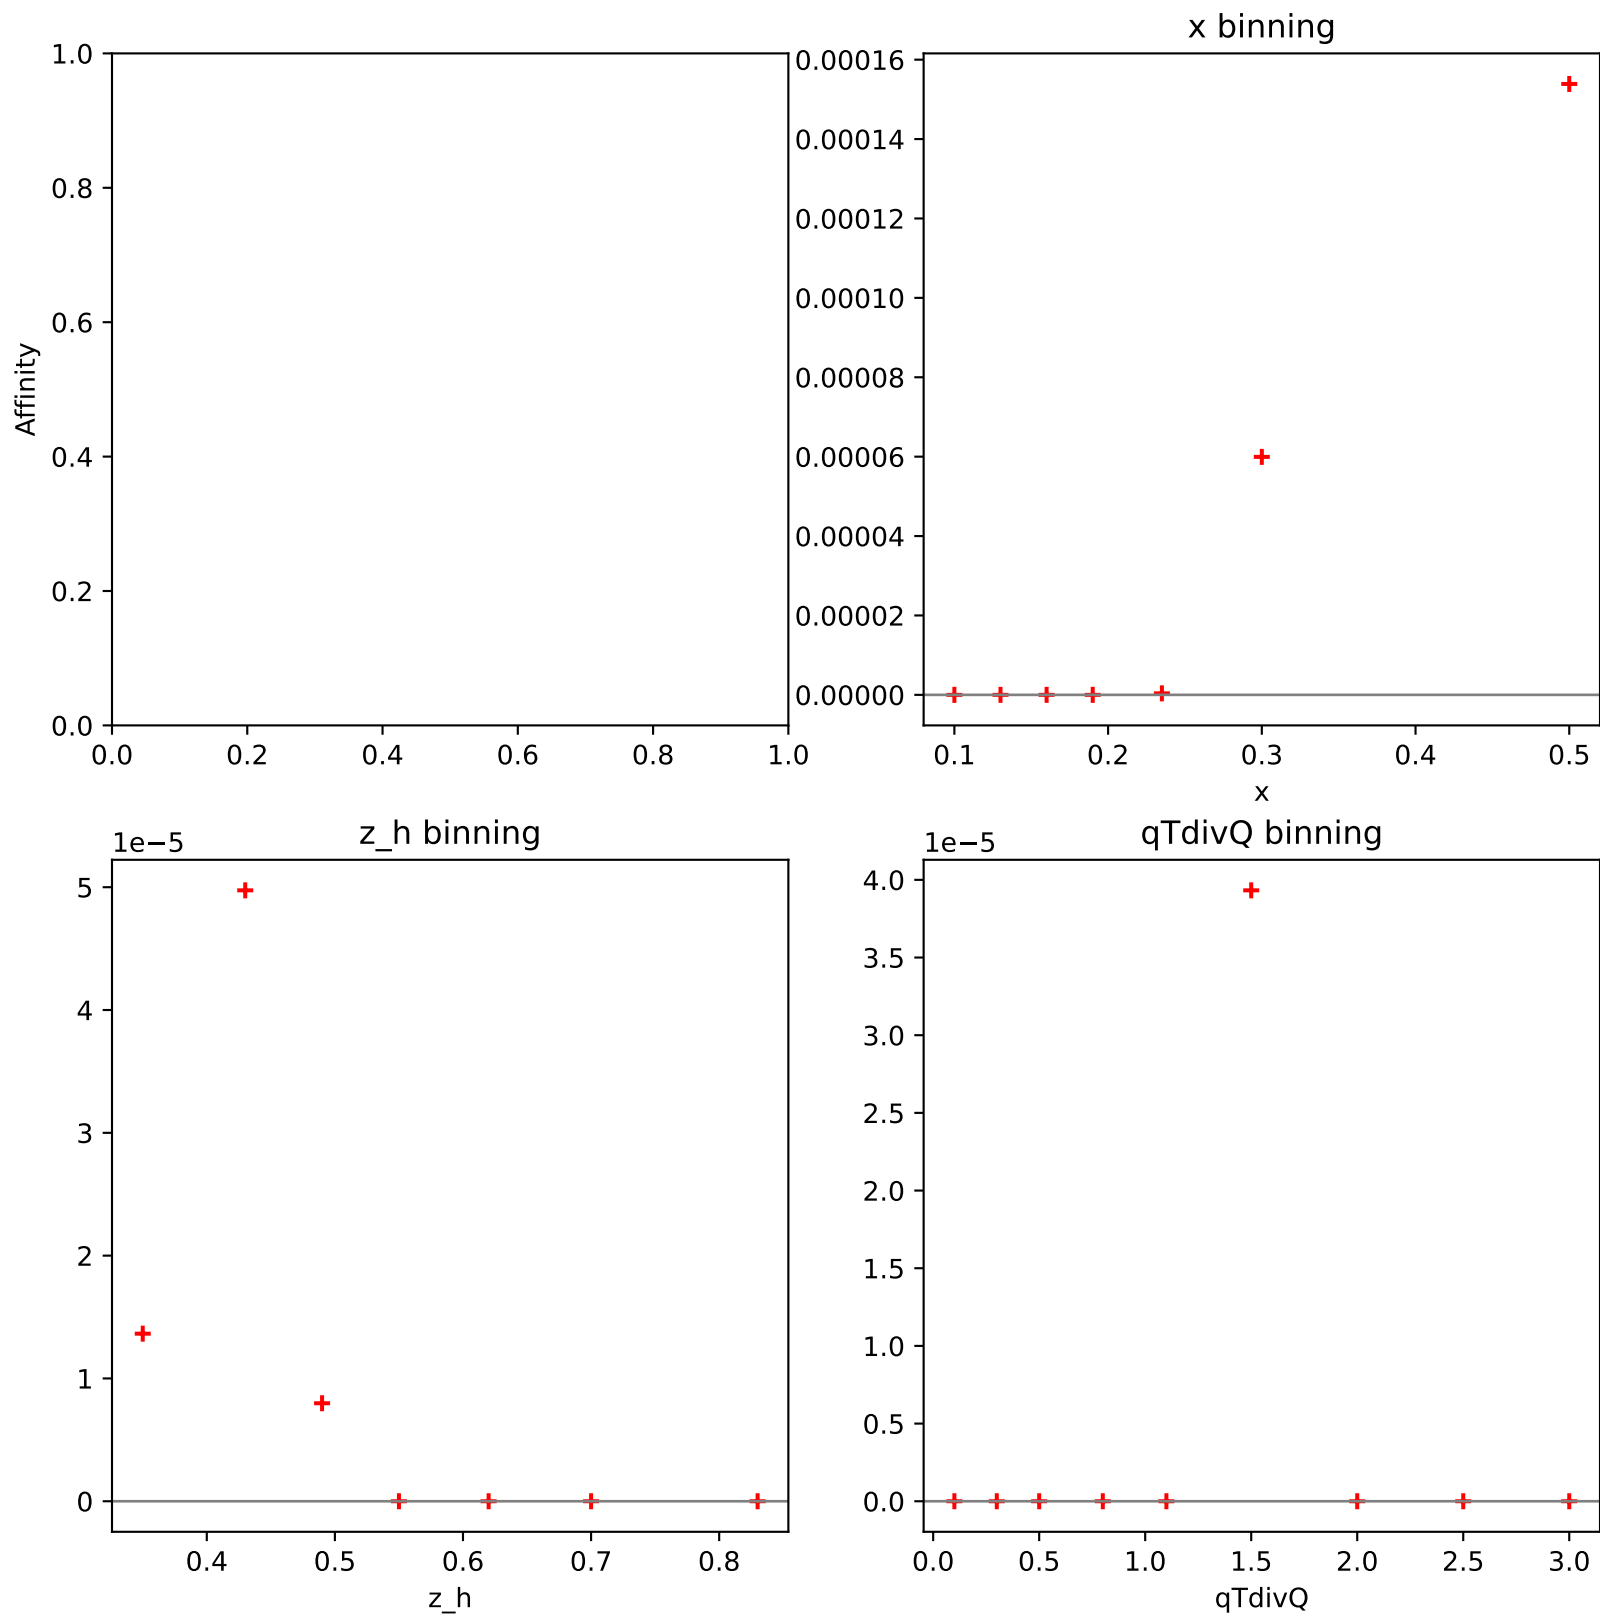 x binning
1.0
0.8
0.6
0.4
0.2
0.0
Affinity
0.0 0.2 0.4 0.6 0.8 1.0
0.00016
0.00014
0.00012
0.00010
0.00008
0.00006
0.00004
0.00002
0.00000
0.1 0.2 0.3 0.4 0.5
x
z_h binning
1e−5
5
4
3
2
1
0
0.4 0.5 0.6 0.7 0.8
z_h
qTdivQ binning
1e−5
4.0
3.5
3.0
2.5
2.0
1.5
1.0
0.5
0.0
0.0 0.5 1.0 1.5 2.0 2.5 3.0
qTdivQ